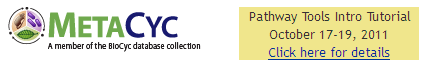 METACYC
A member of the BioCyc database collection
Pathway Tools Intro Tutorial
October 17-19, 2011
Click here for details